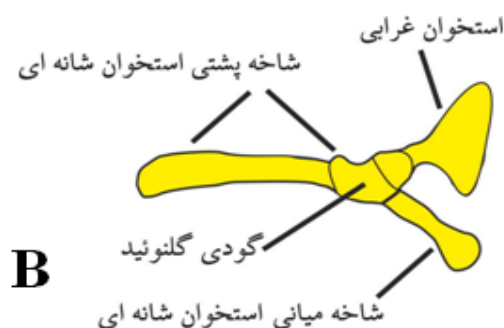 استخوان غرابی
شاخه پشتی استخوان شانه ای
گودی گلنوئید
B
شاخه میانی استخوان شانه ای